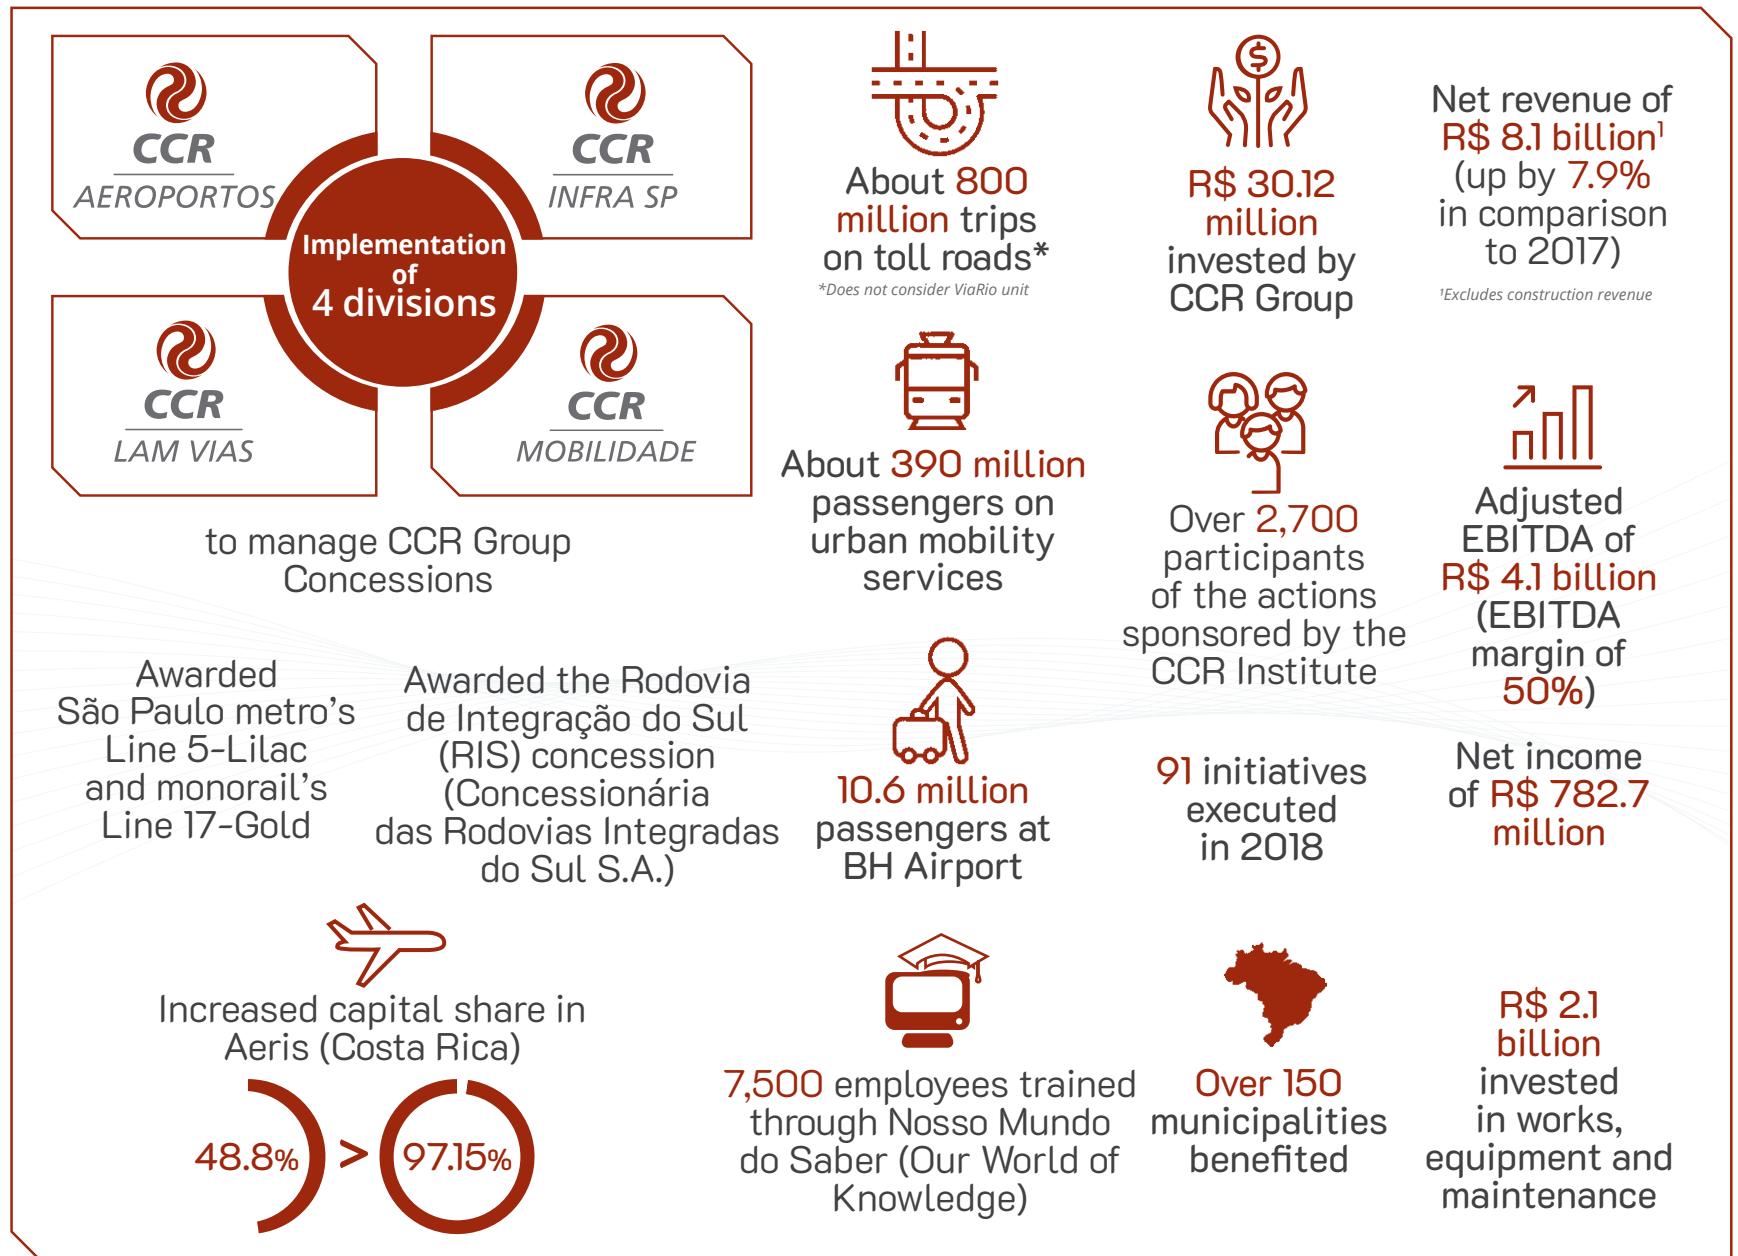 CCR
AEROPORTOS
CCR
INFRA SP
Implementation
of
4 divisions
CCR
LAM VIAS
CCR
MOBILIDADE
to manage CCR Group
Concessions
Awarded
São Paulo metro's
Line 5-Lilac
and monorail's
Line 17-Gold
Awarded the Rodovia
de Integração do Sul
(RIS) concession
(Concessionária
das Rodovias Integradas
do Sul S.A.)
Increased capital share in
Aeris (Costa Rica)
48.8% > 97.15%
About 800
million trips
on toll roads*
*Does not consider ViaRio unit
About 390 million
passengers on
urban mobility
services
10.6 million
passengers at
BH Airport
7,500 employees trained
through Nosso Mundo
do Saber (Our World of
Knowledge)
$
R$ 30.12
million
invested by
CCR Group
Over 2,700
participants
of the actions
sponsored by the
CCR Institute
91 initiatives
executed
in 2018
Over 150
municipalities
benefited
Net revenue of
R$ 8.1 billion¹
(up by 7.9%
in comparison
to 2017)
¹Excludes construction revenue
Adjusted
EBITDA of
R$ 4.1 billion
(EBITDA
margin of
50%)
Net income
of R$ 782.7
million
R$ 2.1
billion
invested
in works,
equipment and
maintenance